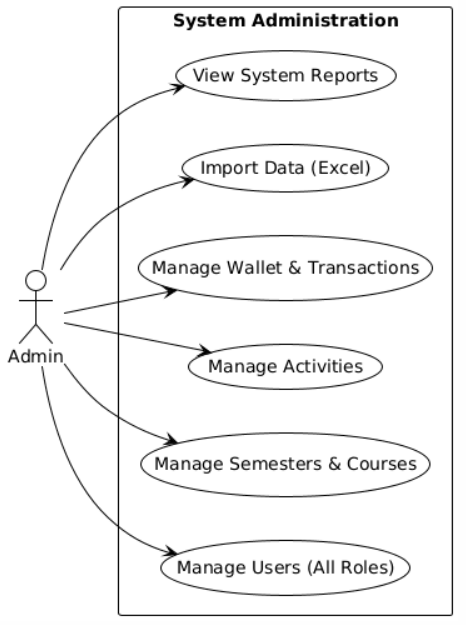 System Administration
View System Reports
Import Data (Excel)
Manage Wallet & Transactions
Admin
Manage Activities
Manage Semesters & Courses
Manage Users (All Roles)